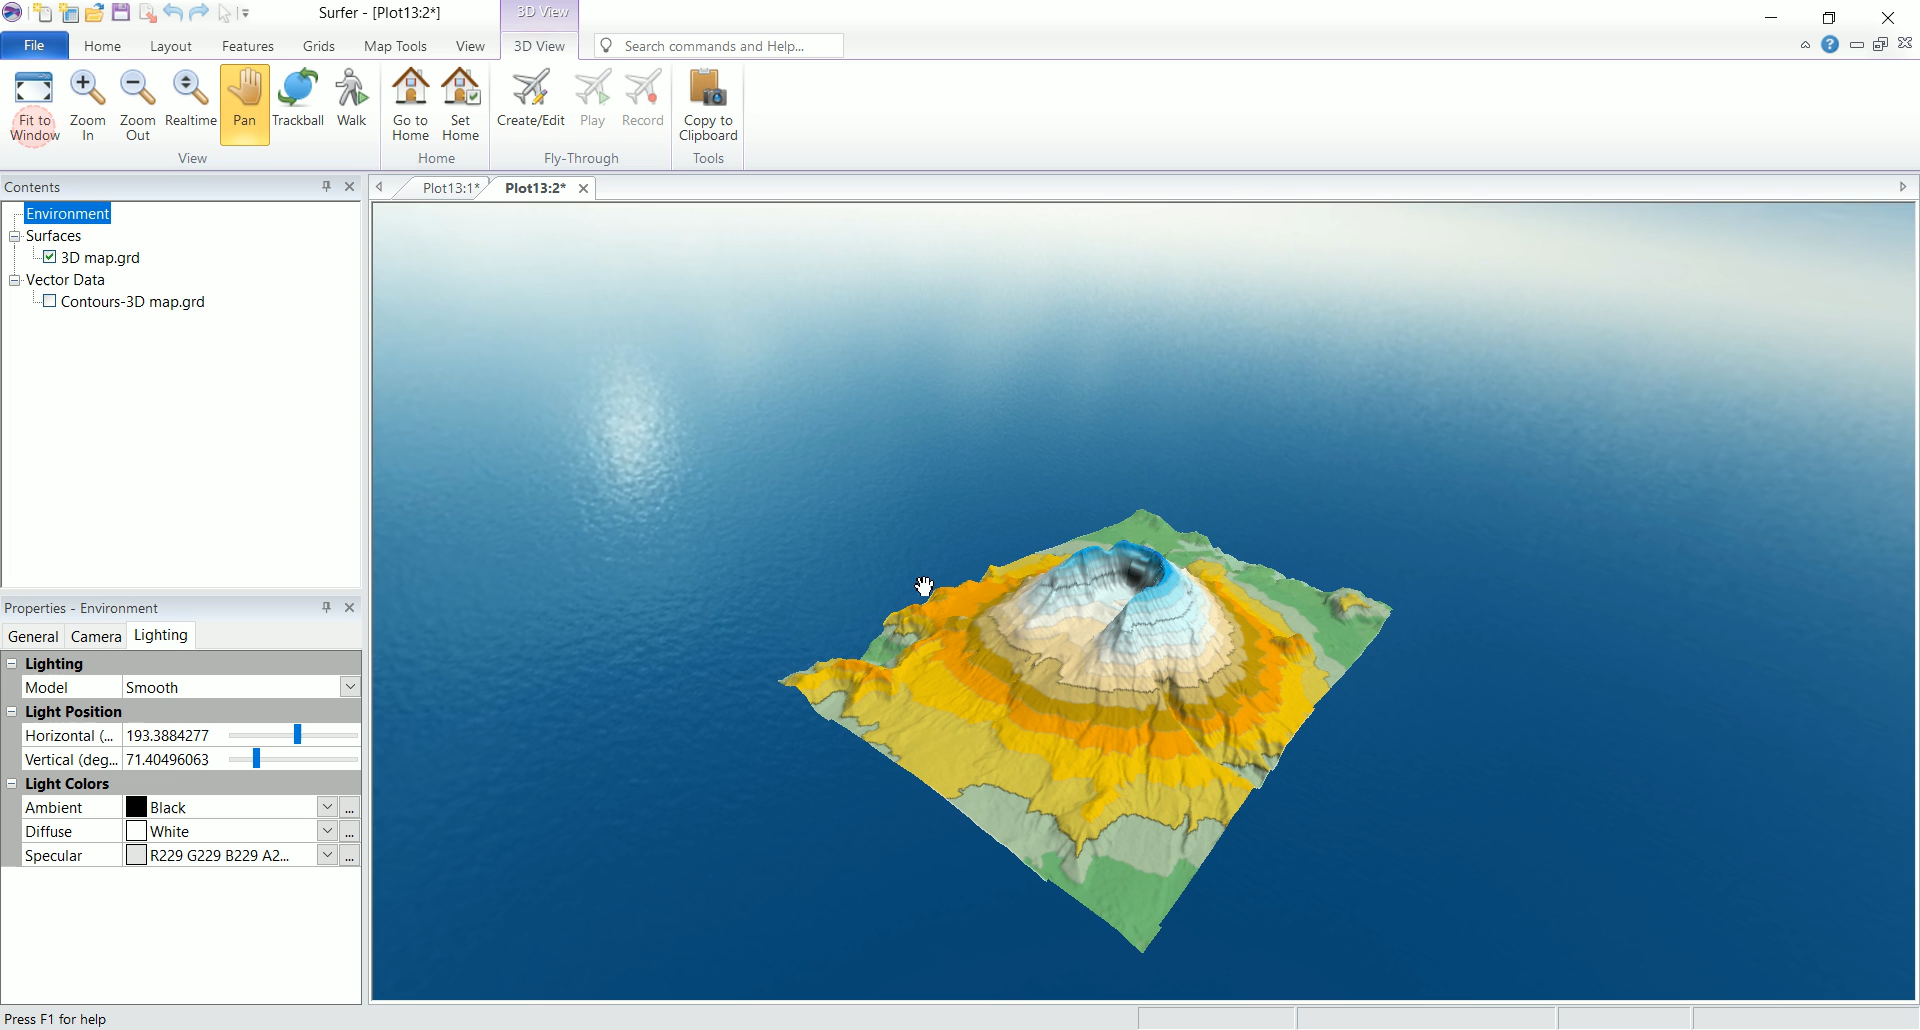 Surfer - [Plot13:2*]
3D View
File
Home
Layout
Features
Grids
Map Tools
View
3D View
Search commands and Help...
Fit to
Window
Zoom
In
Zoom
Out
Realtime
Pan
Trackball
Walk
View
Go to
Home
Set
Home
Home
Create/Edit
Play
Record
Fly-Through
Copy to
Clipboard
Tools
Contents
Plot13:1*
Plot13:2*
Environment
Surfaces
3D map.grd
Vector Data
Contours-3D map.grd
Properties - Environment
General
Camera
Lighting
Lighting
Model
Smooth
Light Position
Horizontal (...
193.3884277
Vertical (deg...
71.40496063
Light Colors
Ambient
Black
...
Diffuse
White
...
Specular
R229 G229 B229 A2...
...
Press F1 for help